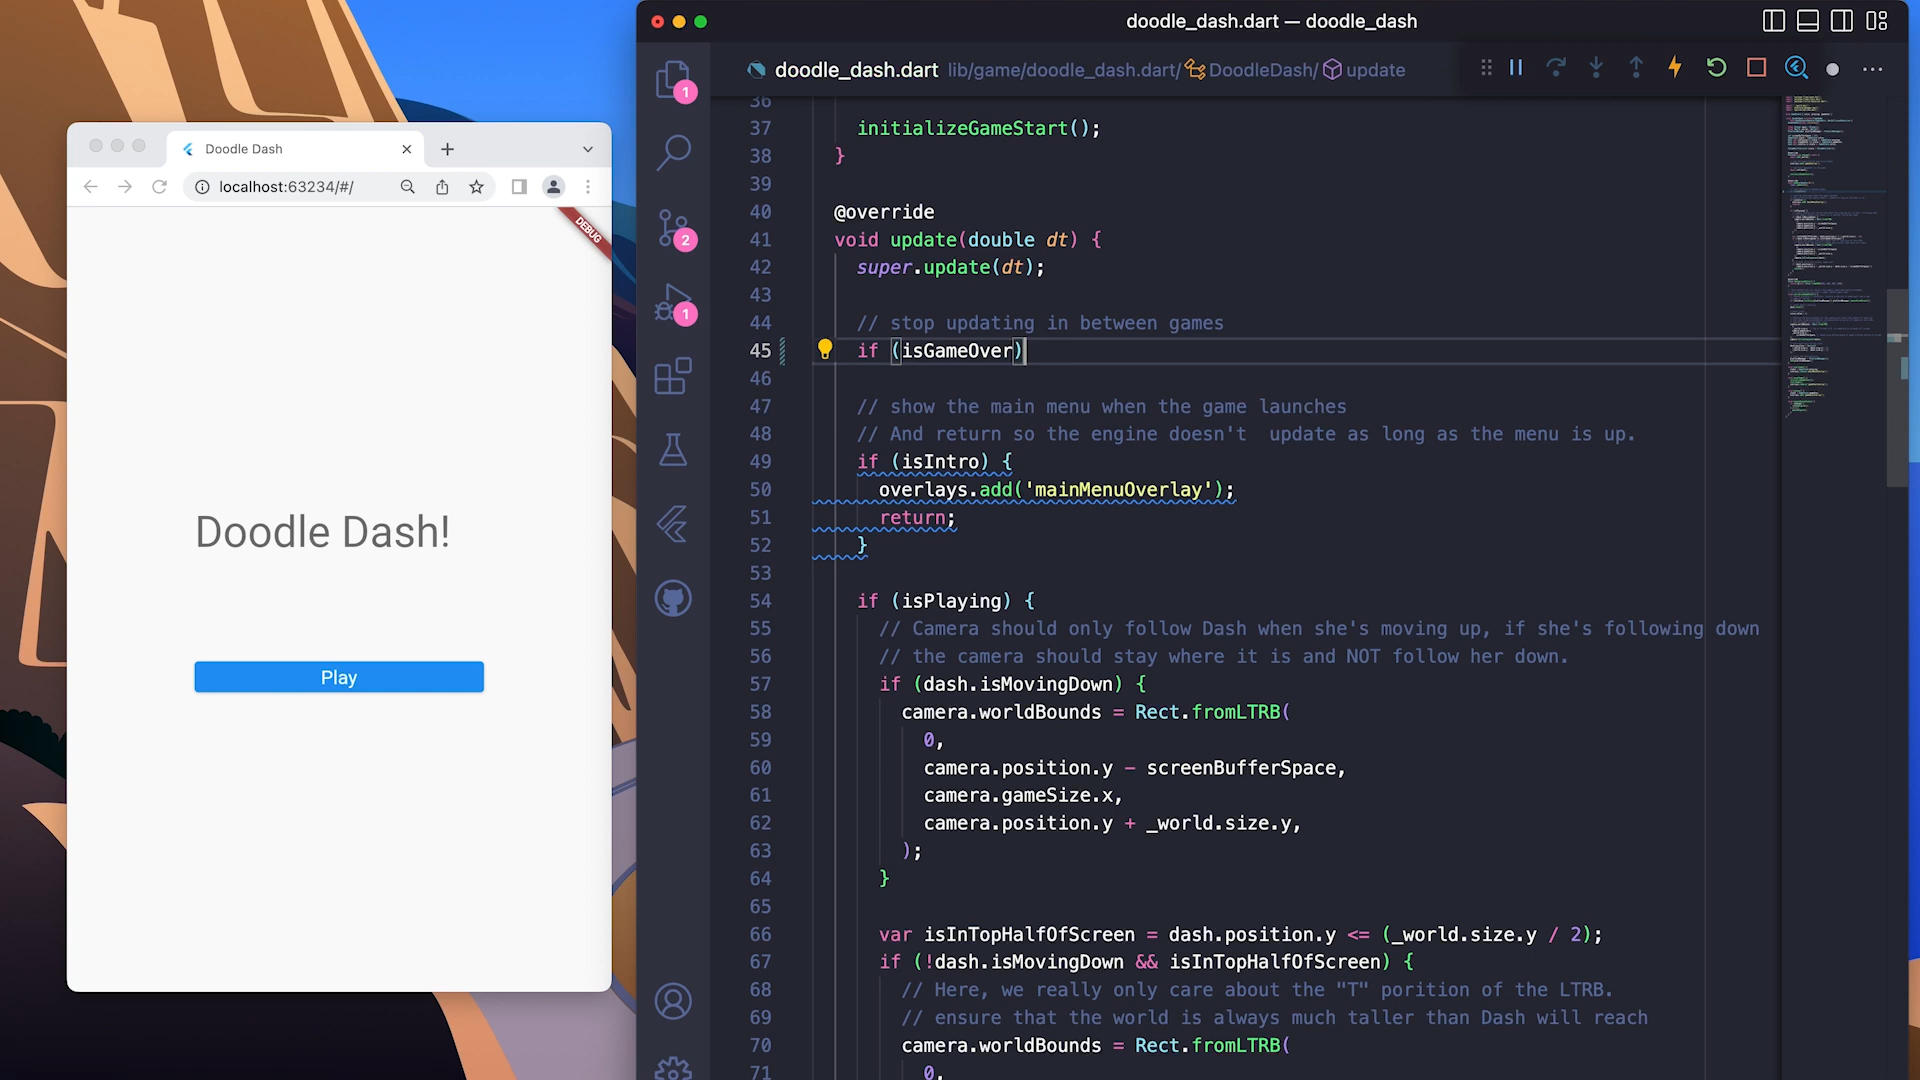 doodle_dash.dart — doodle_dash
doodle_dash.dart lib/game/doodle_dash.dart/ DoodleDash/ update
1
2
1
Doodle Dash
localhost:63234/#/
DEBUG
Doodle Dash!
Play
36
37 initializeGameStart();
38 }
39
40 @override
41 void update(double dt) {
42 super.update(dt);
43
44 // stop updating in between games
45 if (isGameOver)
46
47 // show the main menu when the game launches
48 // And return so the engine doesn't  update as long as the menu is up.
49 if (isIntro) {
50 overlays.add('mainMenuOverlay');
51 return;
52 }
53
54 if (isPlaying) {
55 // Camera should only follow Dash when she's moving up, if she's following down
56 // the camera should stay where it is and NOT follow her down.
57 if (dash.isMovingDown) {
58 camera.worldBounds = Rect.fromLTRB(
59 0,
60 camera.position.y - screenBufferSpace,
61 camera.gameSize.x,
62 camera.position.y + _world.size.y,
63 );
64 }
65
66 var isInTopHalfOfScreen = dash.position.y <= (_world.size.y / 2);
67 if (!dash.isMovingDown && isInTopHalfOfScreen) {
68 // Here, we really only care about the "T" porition of the LTRB.
69 // ensure that the world is always much taller than Dash will reach
70 camera.worldBounds = Rect.fromLTRB(
71 0,